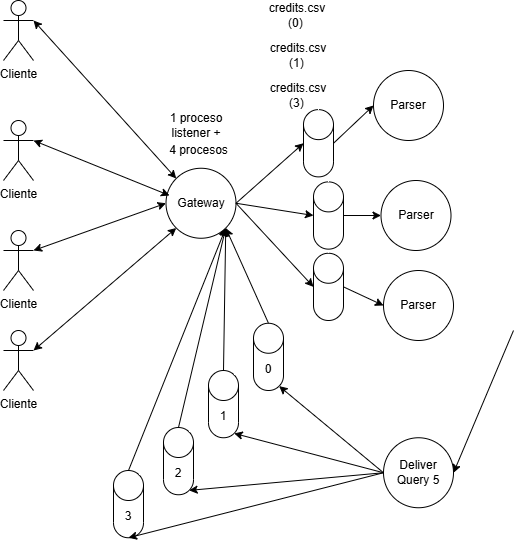 credits.csv
(0)
credits.csv
(1)
credits.csv
(3)
Cliente
1 proceso
listener +
4 procesos
Parser
Cliente
Gateway
Parser
Cliente
Parser
Cliente
0
1
2
3
Deliver
Query 5